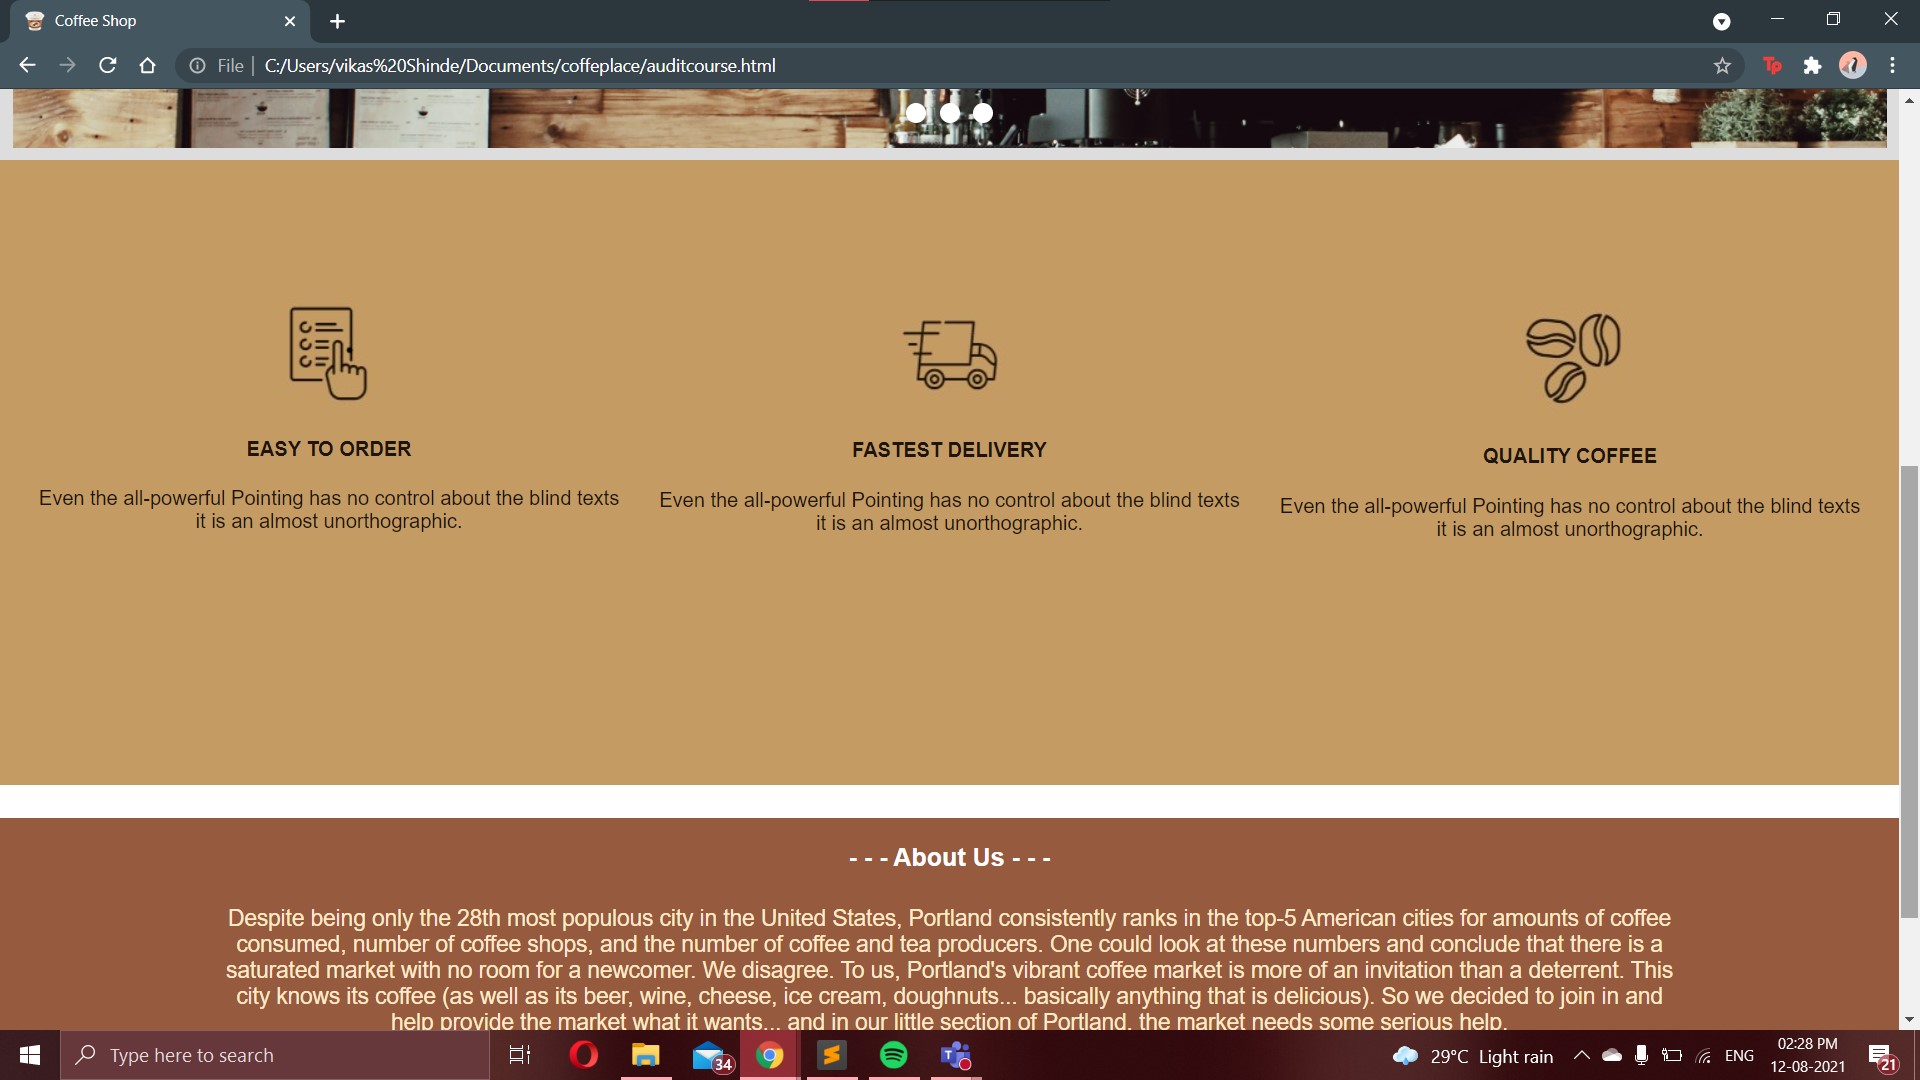 Coffee Shop
File | C:/Users/vikas%20Shinde/Documents/coffeplace/auditcourse.html
EASY TO ORDER
Even the all-powerful Pointing has no control about the blind texts
it is an almost unorthographic.
FASTEST DELIVERY
Even the all-powerful Pointing has no control about the blind texts
it is an almost unorthographic.
QUALITY COFFEE
Even the all-powerful Pointing has no control about the blind texts
it is an almost unorthographic.
- - - About Us - - -
Despite being only the 28th most populous city in the United States, Portland consistently ranks in the top-5 American cities for amounts of coffee
consumed, number of coffee shops, and the number of coffee and tea producers. One could look at these numbers and conclude that there is a
saturated market with no room for a newcomer. We disagree. To us, Portland's vibrant coffee market is more of an invitation than a deterrent. This
city knows its coffee (as well as its beer, wine, cheese, ice cream, doughnuts... basically anything that is delicious). So we decided to join in and
help provide the market what it wants... and in our little section of Portland, the market needs some serious help.
Type here to search
34
29°C Light rain
ENG
02:28 PM
12-08-2021
21